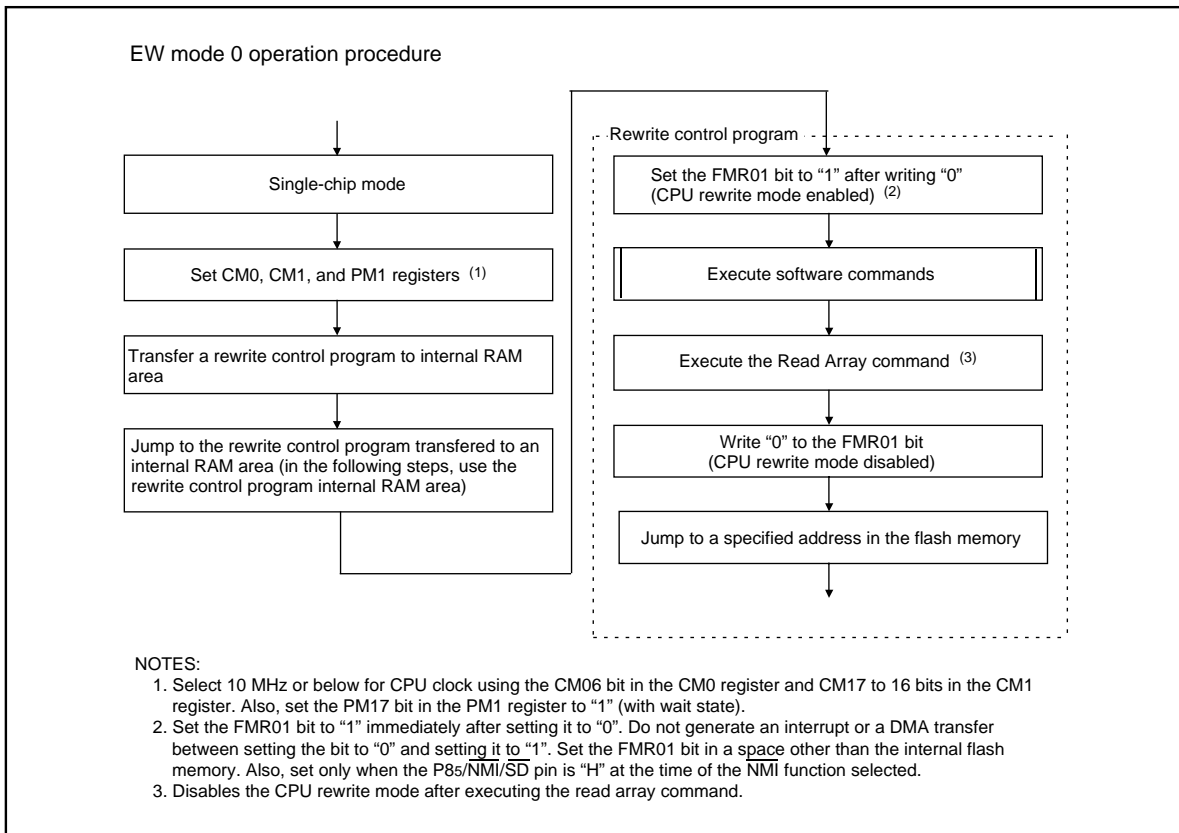 EW mode 0 operation procedure
Single-chip mode
Set CM0, CM1, and PM1 registers (1)
Transfer a rewrite control program to internal RAM
area
Jump to the rewrite control program transfered to an
internal RAM area (in the following steps, use the
rewrite control program internal RAM area)
Rewrite control program
Set the FMR01 bit to “1” after writing “0”
(CPU rewrite mode enabled) (2)
Execute software commands
Execute the Read Array command (3)
Write “0” to the FMR01 bit
(CPU rewrite mode disabled)
Jump to a specified address in the flash memory
NOTES:
1. Select 10 MHz or below for CPU clock using the CM06 bit in the CM0 register and CM17 to 16 bits in the CM1
register. Also, set the PM17 bit in the PM1 register to “1” (with wait state).
2. Set the FMR01 bit to “1” immediately after setting it to “0”. Do not generate an interrupt or a DMA transfer
between setting the bit to “0” and setting it to “1”. Set the FMR01 bit in a space other than the internal flash
memory. Also, set only when the P85/NMI/SD pin is “H” at the time of the NMI function selected.
3. Disables the CPU rewrite mode after executing the read array command.